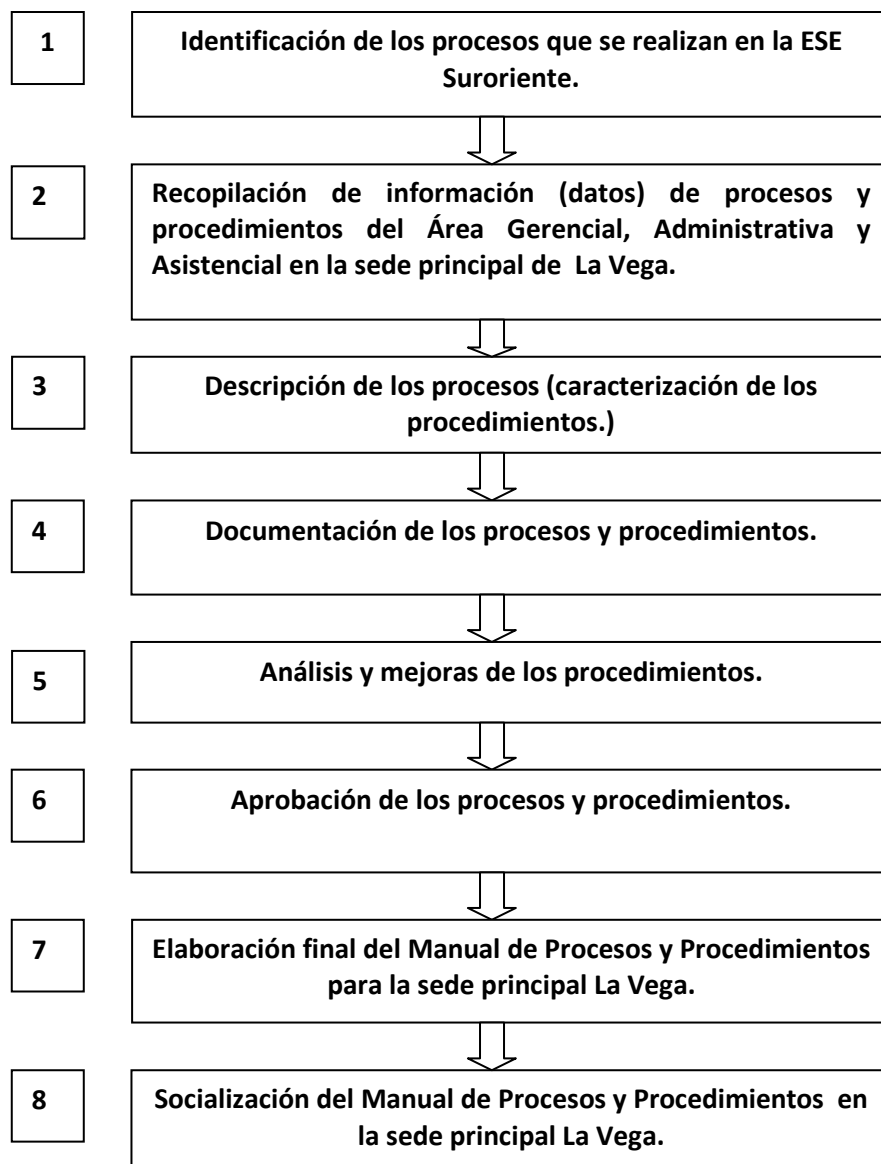 1
Identificación de los procesos que se realizan en la ESE
Suroriente.
2
Recopilación de información (datos) de procesos y
procedimientos del Área Gerencial, Administrativa y
Asistencial en la sede principal de La Vega.
3
Descripción de los procesos (caracterización de los
procedimientos.)
4
Documentación de los procesos y procedimientos.
5
Análisis y mejoras de los procedimientos.
6
Aprobación de los procesos y procedimientos.
7
Elaboración final del Manual de Procesos y Procedimientos
para la sede principal La Vega.
8
Socialización del Manual de Procesos y Procedimientos en
la sede principal La Vega.